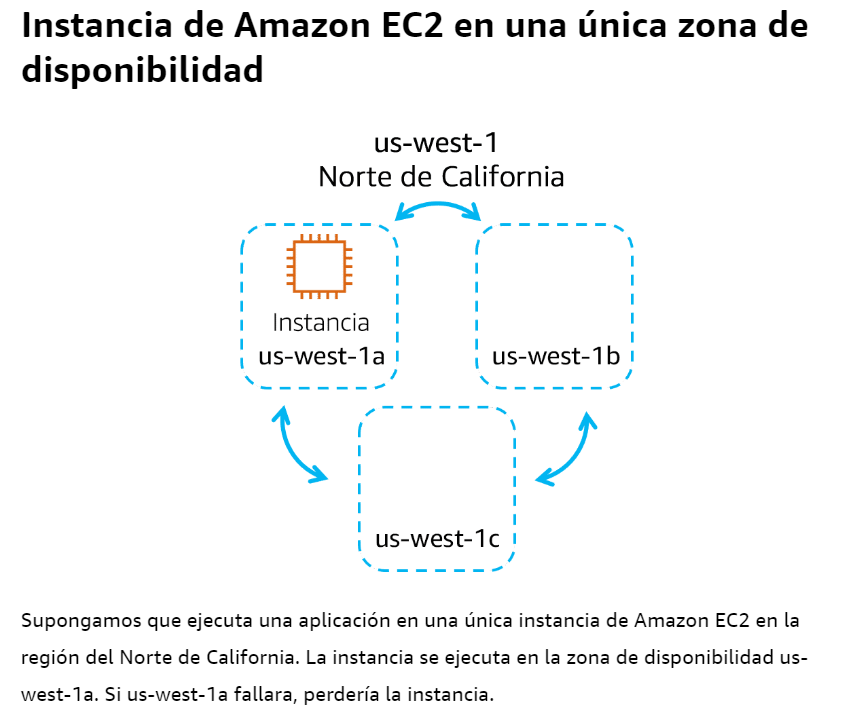 Instancia de Amazon EC2 en una única zona de
disponibilidad
us-west-1
Norte de California
Instancia
us-west-1a
us-west-1b
us-west-1c
Supongamos que ejecuta una aplicación en una única instancia de Amazon EC2 en la
región del Norte de California. La instancia se ejecuta en la zona de disponibilidad us-
west-1a. Si us-west-1a fallara, perdería la instancia.